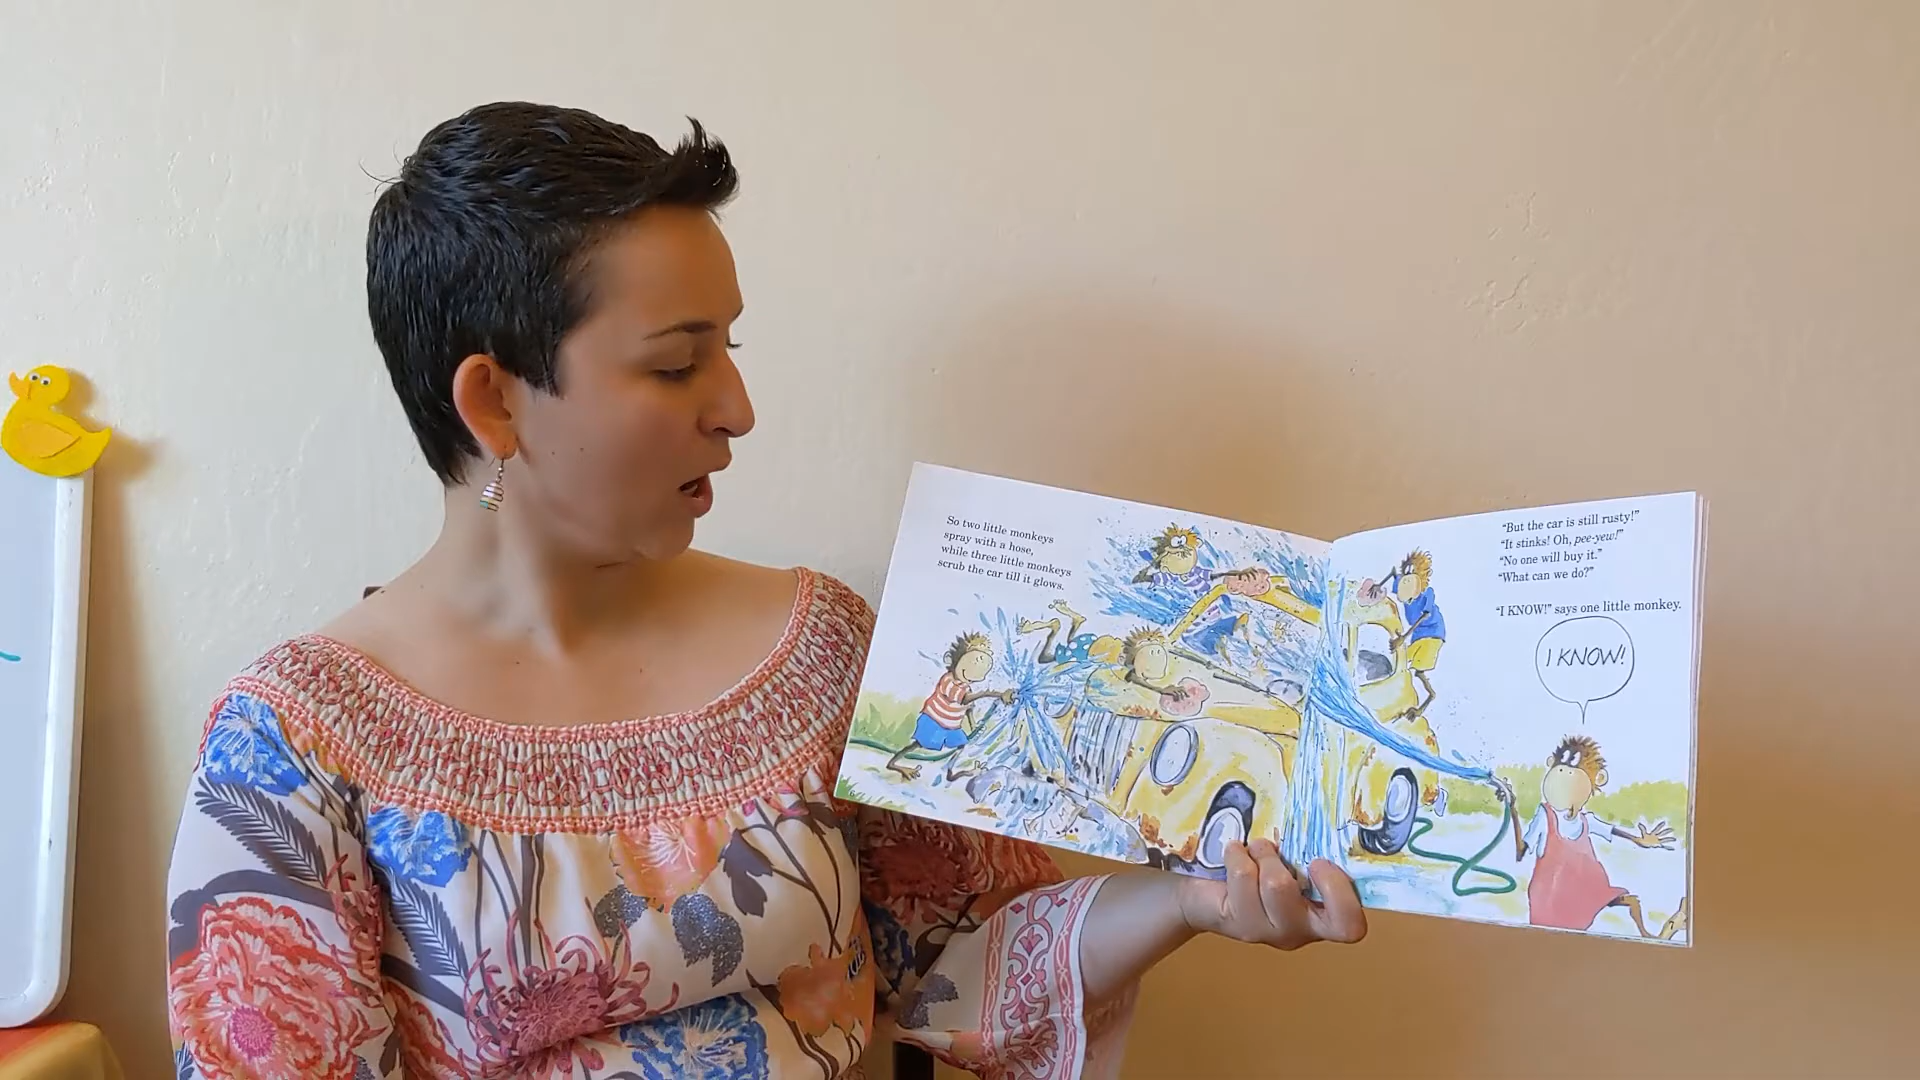 So two little monkeys
spray with a hose,
while three little monkeys
scrub the car till it glows.
“But the car is still rusty!”
“It stinks! Oh, pee-yew!”
“No one will buy it.”
“What can we do?”
“I KNOW!” says one little monkey.
I KNOW!